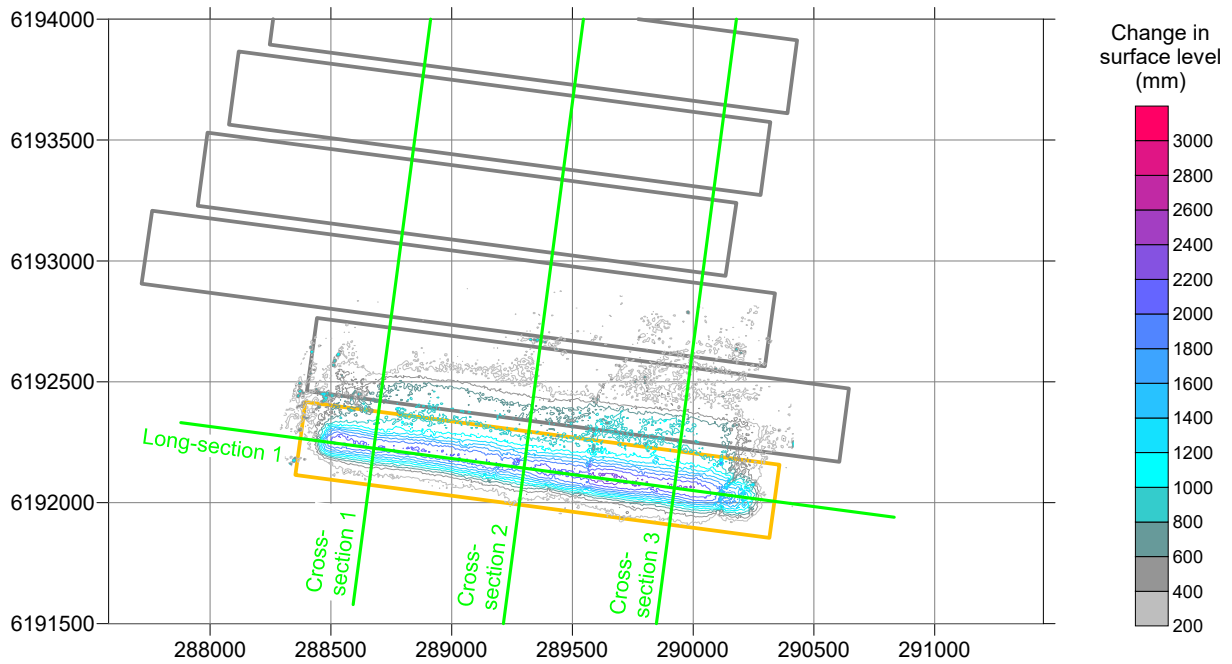 6194000
6193500
6193000
6192500
6192000
6191500
288000
288500
289000
289500
290000
290500
291000
Long-section 1
Cross-
section 1
Cross-
section 2
Cross-
section 3
Change in
surface level
(mm)
3000
2800
2600
2400
2200
2000
1800
1600
1400
1200
1000
800
600
400
200